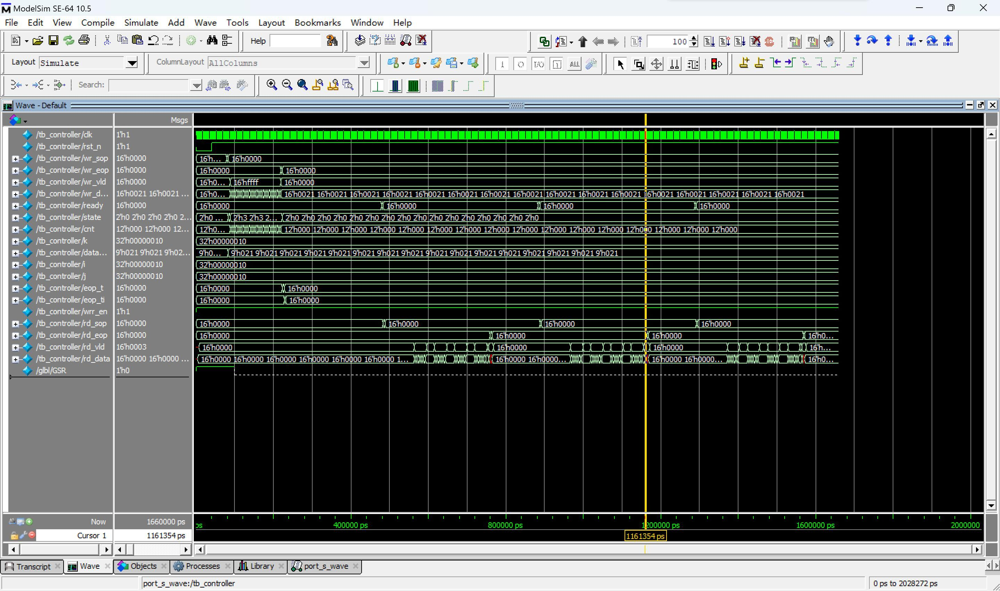 ModelSim SE-64 10.5
File Edit View Compile Simulate Add Wave Tools Layout Bookmarks Window Help
Help 100
Layout Simulate ColumnLayout AllColumns
Search:
Wave - Default
Msgs
/tb_controller/clk 1'h1
/tb_controller/rst_n 1'h1
/tb_controller/wr_sop 16'h0000 16'h... 16'h0000
/tb_controller/wr_eop 16'h0000 16'h0000 16'h0000
/tb_controller/wr_vld 16'h0000 16'h0... 16'hffff 16'h0000
/tb_controller/wr_d... 16'h0021 16'h0021 ... 16'h0... 16'h0021 16'h0021 16'h0021 16'h0021 16'h0021 16'h0021 16'h0021 16'h0021 16'h0021 16'h0021 16'h0021 16'h0021 16'h0021 16'h0021 16'h0021 16'h0021
/tb_controller/ready 16'h0000 16'h0000 16'h0000 16'h0000 16'h0000
/tb_controller/state 2'h0 2'h0 2'h0 2'h0 2... 2'h0 ... 2'h3 2'h3 2... 2'h0 2'h0 2'h0 2'h0 2'h0 2'h0 2'h0 2'h0 2'h0 2'h0 2'h0 2'h0 2'h0 2'h0 2'h0 2'h0
/tb_controller/cnt 12'h000 12'h000 12... 12'h0... 12'h000 12'h000 12'h000 12'h000 12'h000 12'h000 12'h000 12'h000 12'h000 12'h000 12'h000 12'h000 12'h000 12'h000 12'h000 12'h000
/tb_controller/k 32'h00000010 32'h00000010
/tb_controller/data... 9'h021 9'h021 9'h02... 9'h0... 9'h021 9'h021 9'h021 9'h021 9'h021 9'h021 9'h021 9'h021 9'h021 9'h021 9'h021 9'h021 9'h021 9'h021 9'h021 9'h021
/tb_controller/i 32'h00000010 32'h00000010
/tb_controller/j 32'h00000010 32'h00000010
/tb_controller/eop_t 16'h0000 16'h0000 16'h0000
/tb_controller/eop_ti 16'h0000 16'h0000 16'h0000
/tb_controller/wrr_en 1'h1
/tb_controller/rd_sop 16'h0000 16'h0000 16'h0000 16'h0000 16'h0000
/tb_controller/rd_eop 16'h0000 16'h0000 16'h0000 16'h0000 16'h0...
/tb_controller/rd_vld 16'h0003 16'h0000 16'h0000 16'h0000 16'h...
/tb_controller/rd_data 16'h0000 16'h0000 ... 16'h0000 16'h0000 16'h0000 16'h0000 16'h0000 16'h0000 1... 16'h0000 16'h0000... 16'h0000 16'h0000... 16'h0...
/glbl/GSR 1'h0
Now 1660000 ps ps 400000 ps 800000 ps 1200000 ps 1600000 ps 2000000
Cursor 1 1161354 ps 1161354 ps
Transcript Wave Objects Processes Library port_s_wave
port_s_wave:/tb_controller 0 ps to 2028272 ps